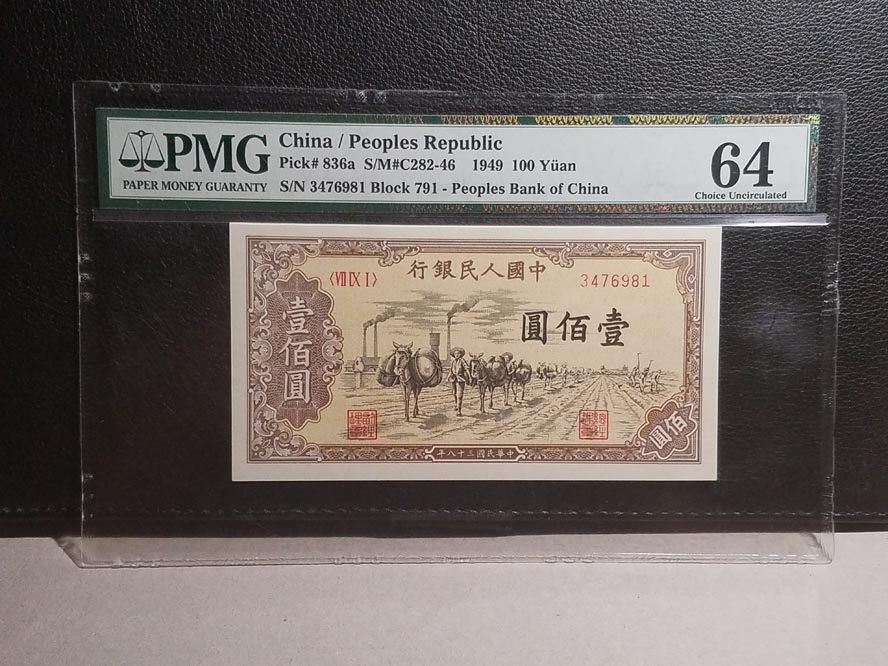 PMG
PAPER MONEY GUARANTY
China / Peoples Republic
Pick# 836a S/M#C282-46 1949 100 Yüan
S/N 3476981 Block 791 - Peoples Bank of China
64
Choice Uncirculated
行銀民人國中
〈VII IX I〉
3476981
圓佰壹
壹佰圓
圓佰
年八十三國民華中